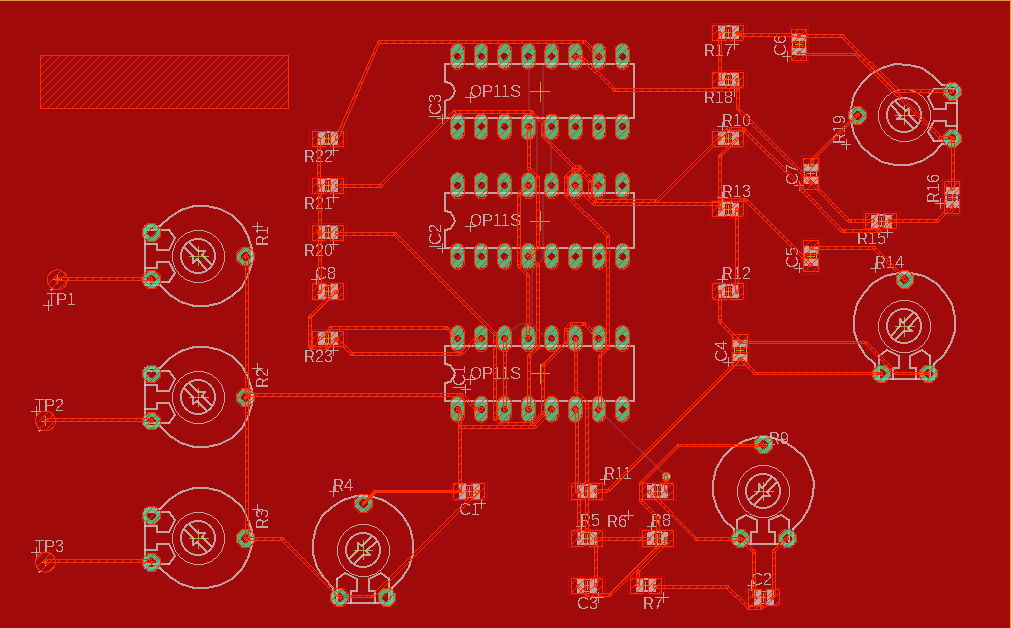 R17
C6
IC3
OP11S
R18
R10
R19
R22
C7
R21
R13
R16
IC2
OP11S
R1
R20
R15
C8
C5
R14
R12
TP1
R23
C4
R2
IC1
OP11S
TP2
R9
R11
R4
C1
R3
R5
R6
R8
TP3
C2
C3
R7